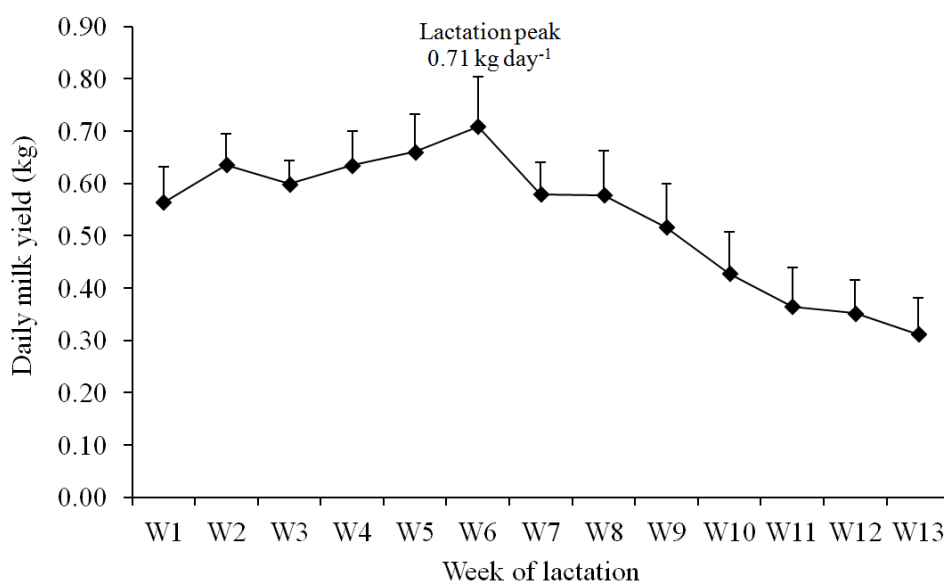 Lactation peak
0.71 kg day-1
0.90
0.80
0.70
0.60
0.50
0.40
0.30
0.20
0.10
0.00
Daily milk yield (kg)
W1 W2 W3 W4 W5 W6 W7 W8 W9 W10 W11 W12 W13
Week of lactation